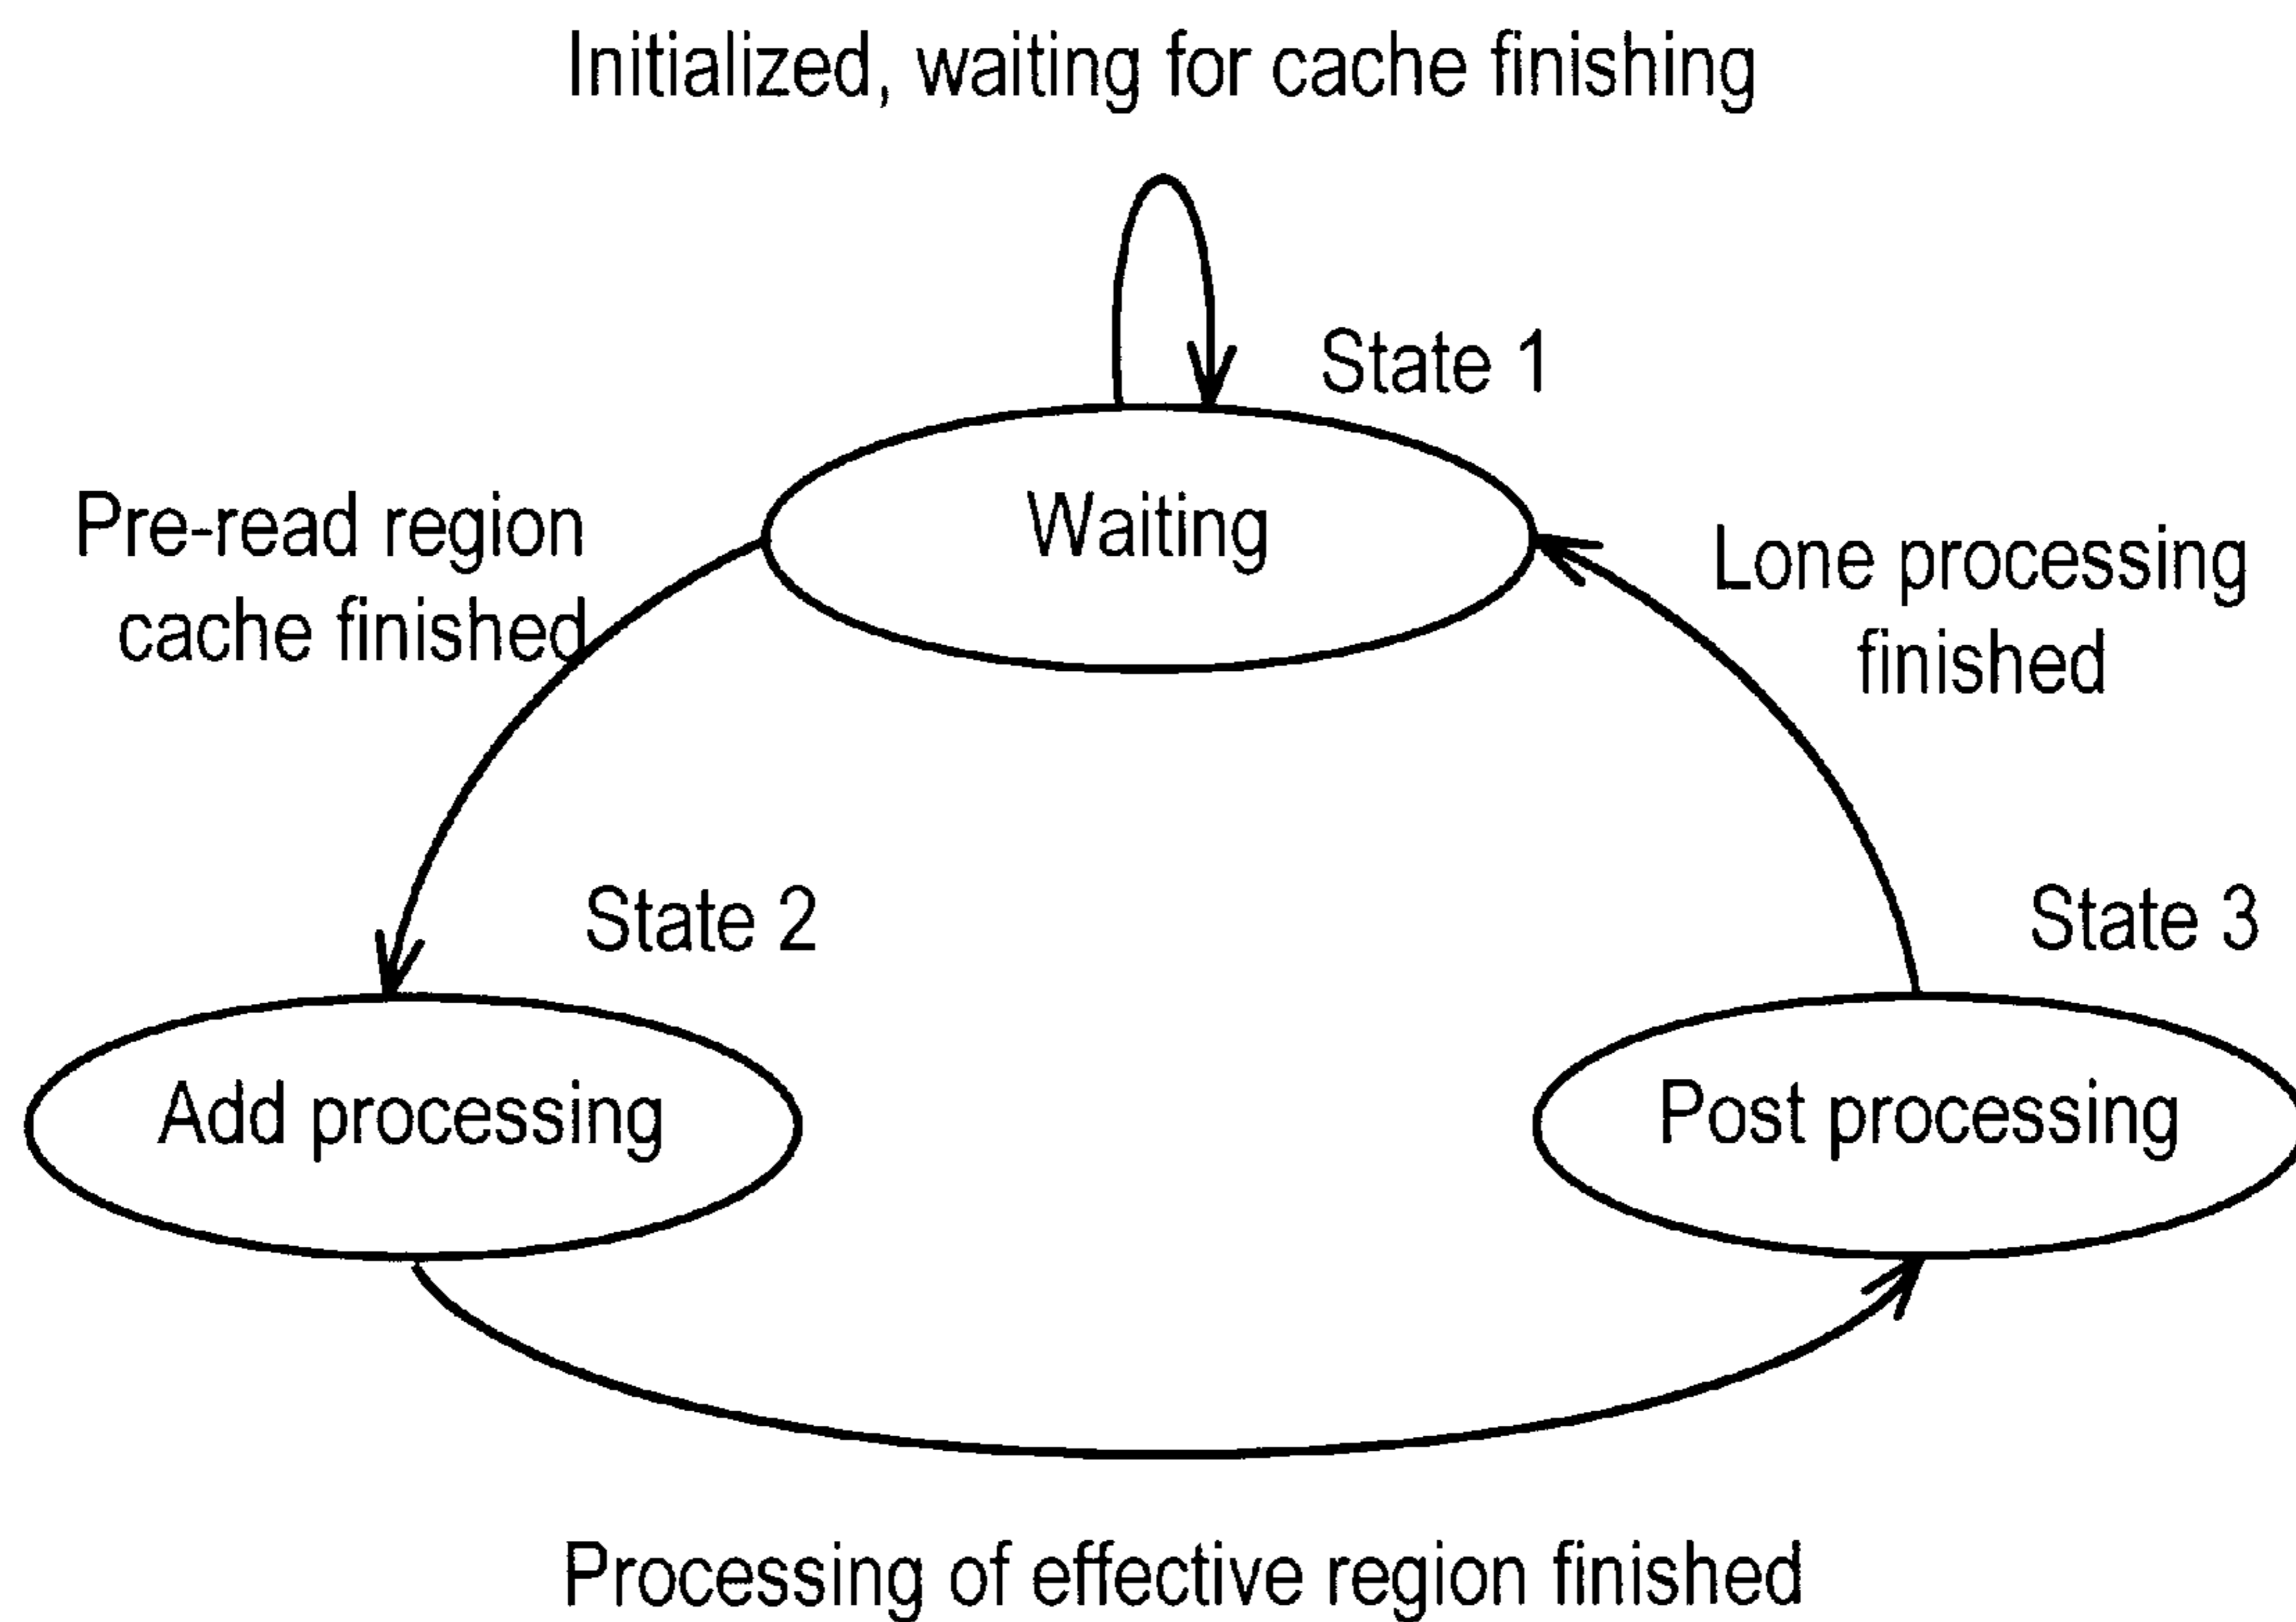 Initialized, waiting for cache finishing
State 1
Waiting
Pre-read region
cache finished
Lone processing
finished
State 2
State 3
Add processing
Post processing
Processing of effective region finished